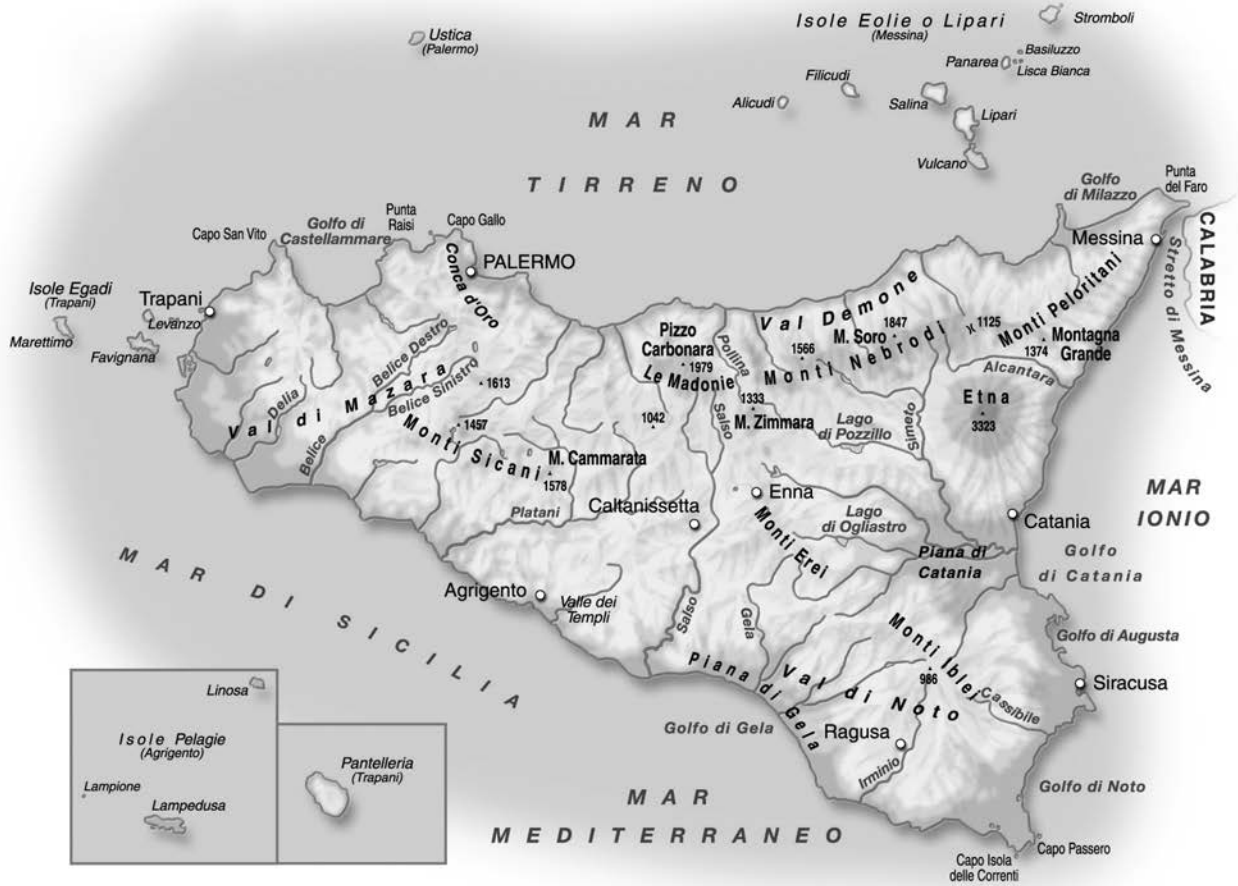 Isole Eolie o Lipari
(Messina)
Stromboli
Ustica
(Palermo)
Basiluzzo
Panarea
Lisca Bianca
Filicudi
Alicudi
Salina
Lipari
Vulcano
MAR
TIRRENO
Golfo
di Milazzo
Punta
del Faro
CALABRIA
Messina
Stretto di Messina
Capo San Vito
Golfo di
Castellammare
Punta
Raisi
Capo Gallo
PALERMO
Conca d'Oro
Isole Egadi
(Trapani)
Marettimo
Levanzo
Favignana
Trapani
Val Demone
Pizzo
Carbonara
1979
Le Madonie
Pollina
1566
M. Soro
1847
Monti Nebrodi
1125
Monti Peloritani
1374
Montagna
Grande
Alcantara
Etna
3323
Simeto
Belice Destro
Belice Sinistro
Val di Mazara
Delia
Belice
1613
1457
Monti Sicani
M. Cammarata
1578
1042
Salso
1333
M. Zimmara
Lago
di Pozzillo
Platani
Caltanissetta
Enna
Monti Erei
Lago
di Ogliastro
Piana di
Catania
Catania
MAR
IONIO
Golfo
di Catania
MAR DI SICILIA
Agrigento
Valle dei
Templi
Salso
Gela
Monti Iblei
986
Golfo di Augusta
Siracusa
Cassibile
Piana di Gela
Val di Noto
Golfo di Gela
Ragusa
Irminio
Golfo di Noto
Linosa
Isole Pelagie
(Agrigento)
Lampione
Lampedusa
Pantelleria
(Trapani)
MAR
MEDITERRANEO
Capo Passero
Capo Isola
delle Correnti